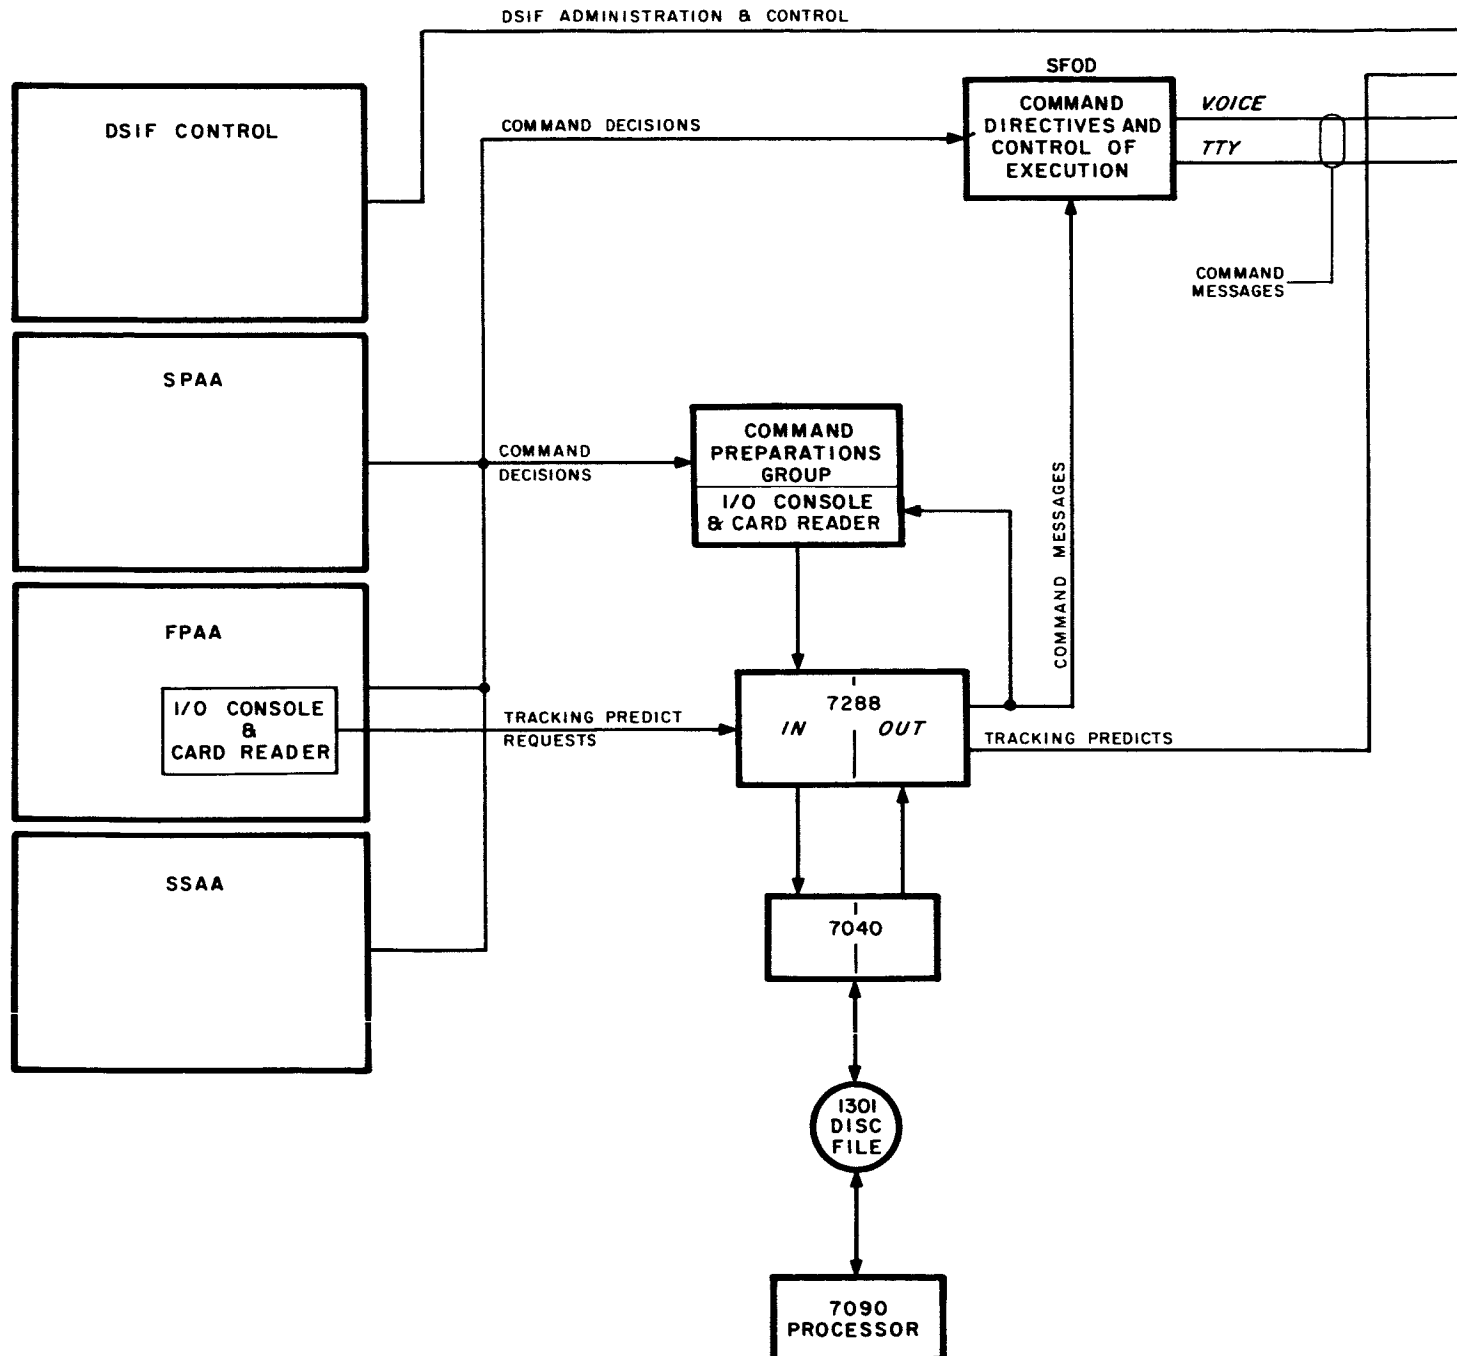 DSIF ADMINISTRATION & CONTROL
SFOD
DSIF CONTROL
COMMAND DECISIONS
COMMAND
DIRECTIVES AND
CONTROL OF
EXECUTION
VOICE
TTY
COMMAND
MESSAGES
SPAA
COMMAND
DECISIONS
COMMAND
PREPARATIONS
GROUP
I/O CONSOLE
& CARD READER
COMMAND MESSAGES
FPAA
I/O CONSOLE
&
CARD READER
TRACKING PREDICT
REQUESTS
7288
IN OUT
TRACKING PREDICTS
SSAA
7040
1301
DISC
FILE
7090
PROCESSOR